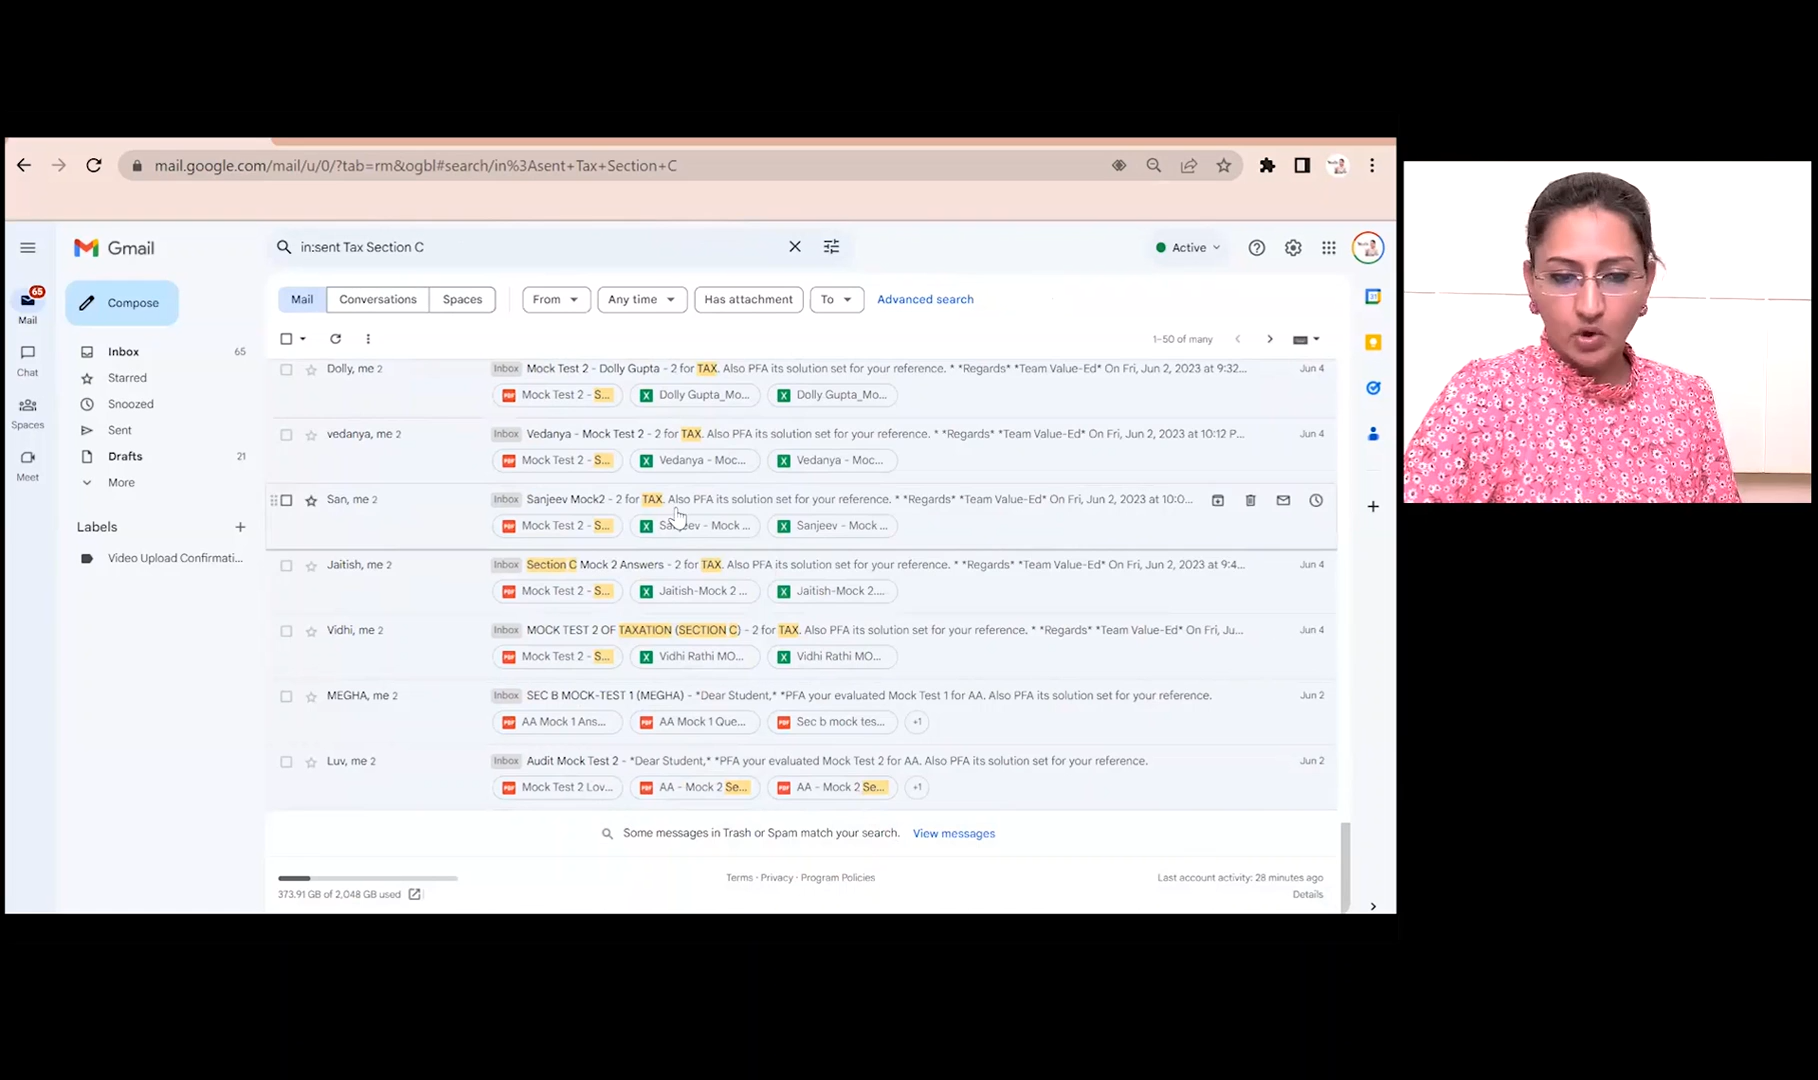 mail.google.com/mail/u/0/?tab=rm&ogbl#search/in%3Asent+Tax+Section+C
Gmail
in:sent Tax Section C
Active
65
Mail
Compose
Mail Conversations Spaces
From Any time Has attachment To Advanced search
Chat
Spaces
Meet
Inbox 65
Starred
Snoozed
Sent
Drafts 21
More
Labels
Video Upload Confirmati...
1-50 of many
Dolly, me 2 Inbox Mock Test 2 - Dolly Gupta - 2 for TAX. Also PFA its solution set for your reference. * *Regards* *Team Value-Ed* On Fri, Jun 2, 2023 at 9:32... Jun 4
PDF Mock Test 2 - S... Dolly Gupta_Mo... Dolly Gupta_Mo...
vedanya, me 2 Inbox Vedanya - Mock Test 2 - 2 for TAX. Also PFA its solution set for your reference. * *Regards* *Team Value-Ed* On Fri, Jun 2, 2023 at 10:12 P... Jun 4
PDF Mock Test 2 - S... Vedanya - Moc... Vedanya - Moc...
San, me 2 Inbox Sanjeev Mock2 - 2 for TAX. Also PFA its solution set for your reference. * *Regards* *Team Value-Ed* On Fri, Jun 2, 2023 at 10:0...
PDF Mock Test 2 - S... Sanjeev - Mock ... Sanjeev - Mock ...
Jaitish, me 2 Inbox Section C Mock 2 Answers - 2 for TAX. Also PFA its solution set for your reference. * *Regards* *Team Value-Ed* On Fri, Jun 2, 2023 at 9:4... Jun 4
PDF Mock Test 2 - S... Jaitish-Mock 2 ... Jaitish-Mock 2....
Vidhi, me 2 Inbox MOCK TEST 2 OF TAXATION (SECTION C) - 2 for TAX. Also PFA its solution set for your reference. * *Regards* *Team Value-Ed* On Fri, Ju... Jun 4
PDF Mock Test 2 - S... Vidhi Rathi MO... Vidhi Rathi MO...
MEGHA, me 2 Inbox SEC B MOCK-TEST 1 (MEGHA) - *Dear Student,* *PFA your evaluated Mock Test 1 for AA. Also PFA its solution set for your reference. Jun 2
PDF AA Mock 1 Ans... PDF AA Mock 1 Que... PDF Sec b mock tes... +1
Luv, me 2 Inbox Audit Mock Test 2 - *Dear Student,* *PFA your evaluated Mock Test 2 for AA. Also PFA its solution set for your reference. Jun 2
PDF Mock Test 2 Lov... PDF AA - Mock 2 Se... PDF AA - Mock 2 Se... +1
Some messages in Trash or Spam match your search. View messages
373.91 GB of 2,048 GB used
Terms · Privacy · Program Policies
Last account activity: 28 minutes ago
Details